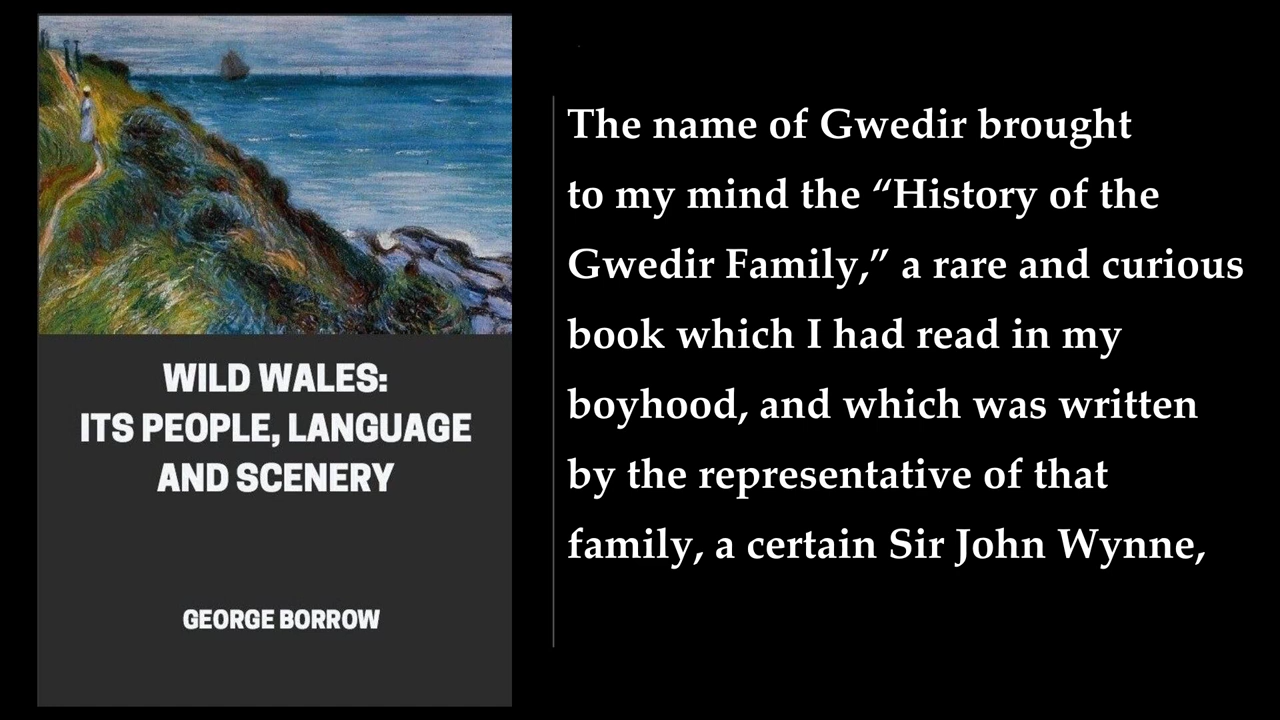 WILD WALES:
ITS PEOPLE, LANGUAGE
AND SCENERY
GEORGE BORROW
The name of Gwedir brought
to my mind the “History of the
Gwedir Family,” a rare and curious
book which I had read in my
boyhood, and which was written
by the representative of that
family, a certain Sir John Wynne,